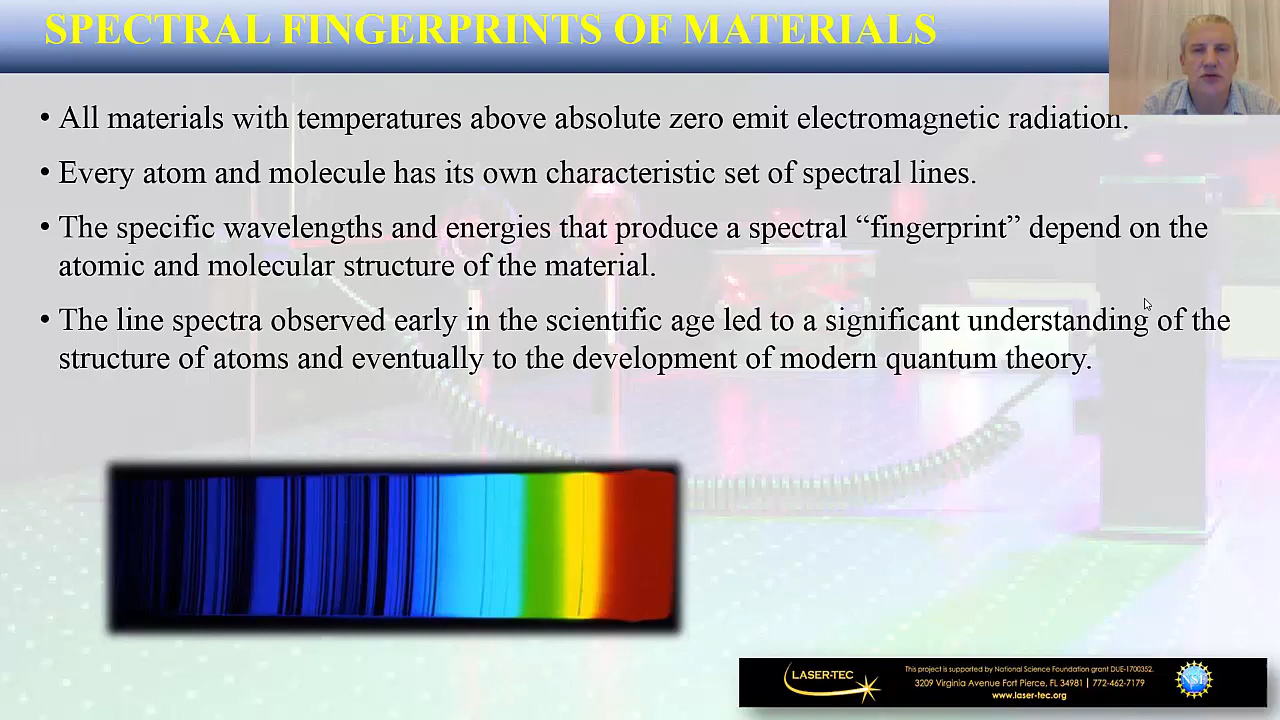 SPECTRAL FINGERPRINTS OF MATERIALS
• All materials with temperatures above absolute zero emit electromagnetic radiation.
• Every atom and molecule has its own characteristic set of spectral lines.
• The specific wavelengths and energies that produce a spectral “fingerprint” depend on the
atomic and molecular structure of the material.
• The line spectra observed early in the scientific age led to a significant understanding of the
structure of atoms and eventually to the development of modern quantum theory.
LASER-TEC
This project is supported by National Science Foundation grant DUE-1700352.
3209 Virginia Avenue Fort Pierce, FL 34981 | 772-462-7179
www.laser-tec.org
NSF